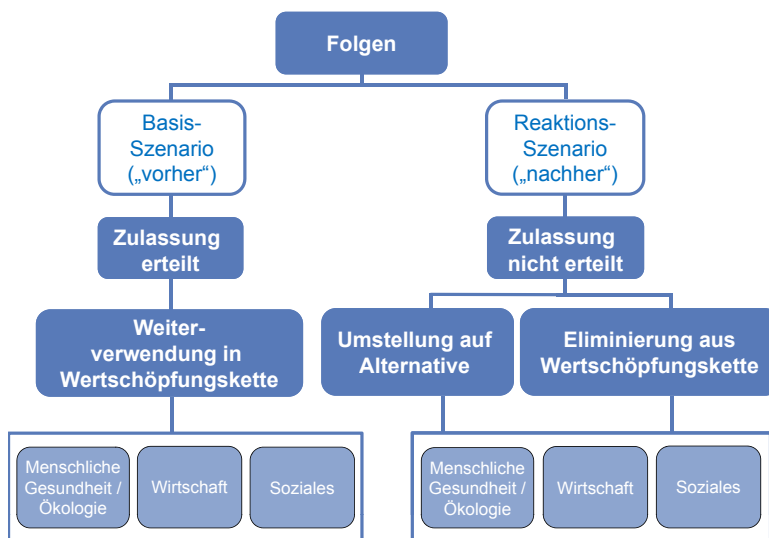 Folgen
Basis-
Szenario
(„vorher“)
Reaktions-
Szenario
(„nachher“)
Zulassung
erteilt
Zulassung
nicht erteilt
Weiter-
verwendung in
Wertschöpfungskette
Umstellung auf
Alternative
Eliminierung aus
Wertschöpfungskette
Menschliche
Gesundheit /
Ökologie
Wirtschaft
Soziales
Menschliche
Gesundheit /
Ökologie
Wirtschaft
Soziales